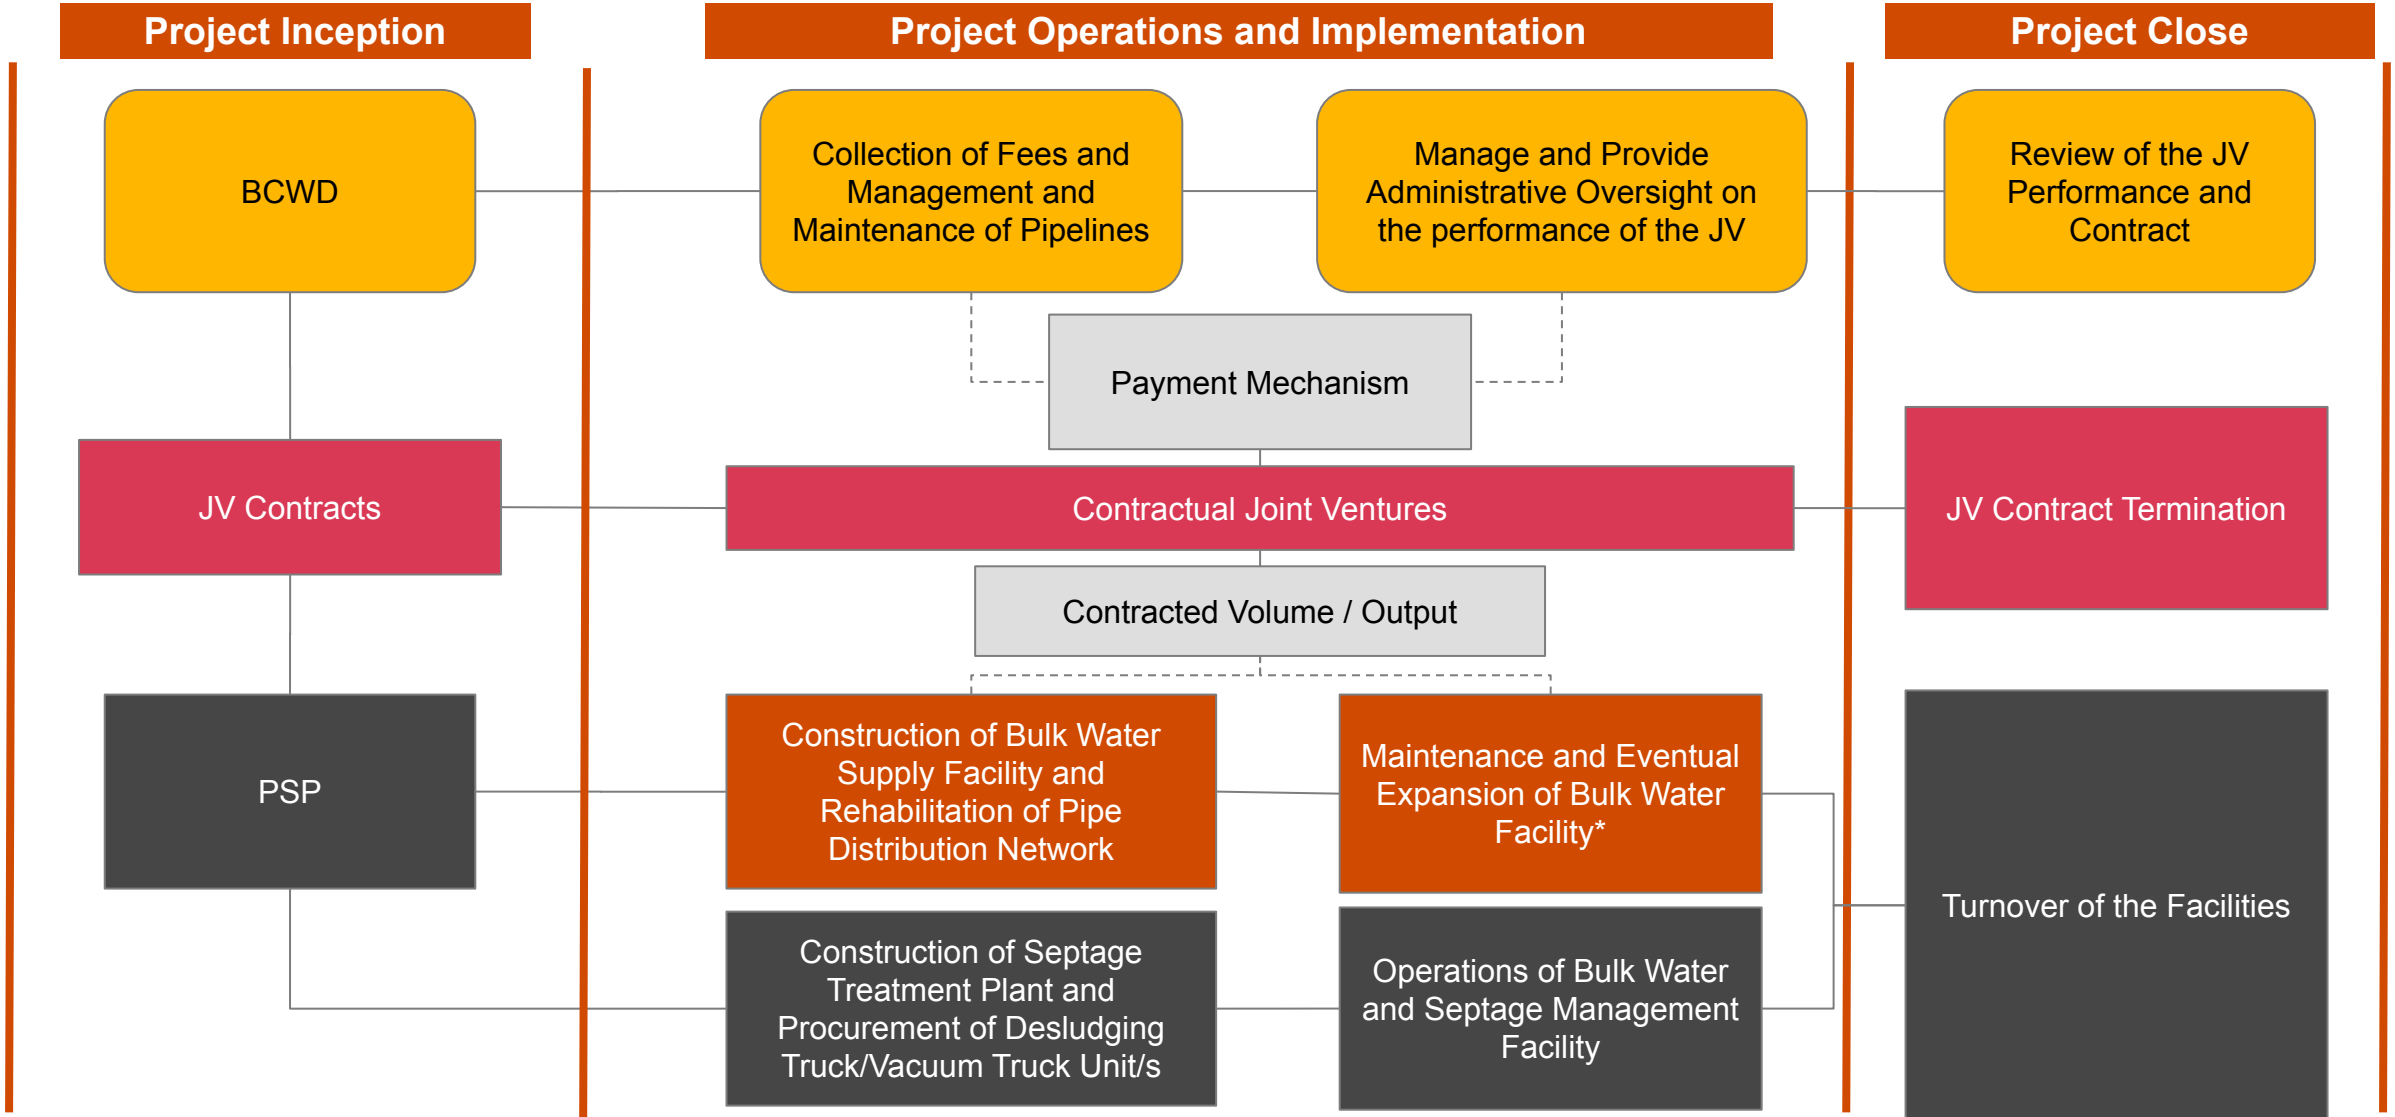 Project Inception
Project Operations and Implementation
Project Close
BCWD
Collection of Fees and
Management and
Maintenance of Pipelines
Manage and Provide
Administrative Oversight on
the performance of the JV
Review of the JV
Performance and
Contract
Payment Mechanism
JV Contracts
Contractual Joint Ventures
JV Contract Termination
Contracted Volume / Output
PSP
Construction of Bulk Water
Supply Facility and
Rehabilitation of Pipe
Distribution Network
Maintenance and Eventual
Expansion of Bulk Water
Facility*
Turnover of the Facilities
Construction of Septage
Treatment Plant and
Procurement of Desludging
Truck/Vacuum Truck Unit/s
Operations of Bulk Water
and Septage Management
Facility